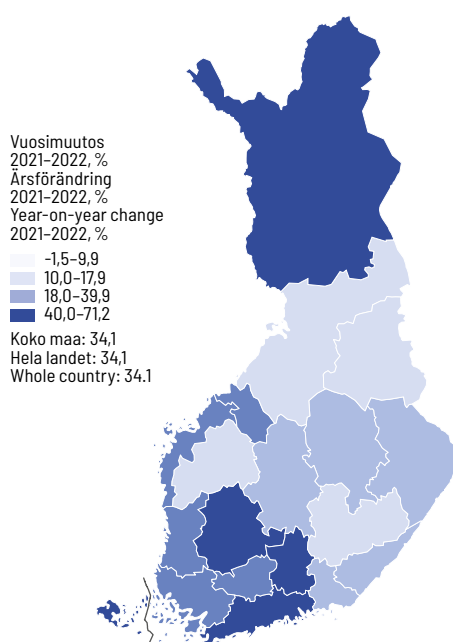 Vuosimuutos
2021–2022, %
Ärsförändring
2021–2022, %
Year-on-year change
2021–2022, %
-1,5–9,9
10,0–17,9
18,0–39,9
40,0–71,2
Koko maa: 34,1
Hela landet: 34,1
Whole country: 34.1